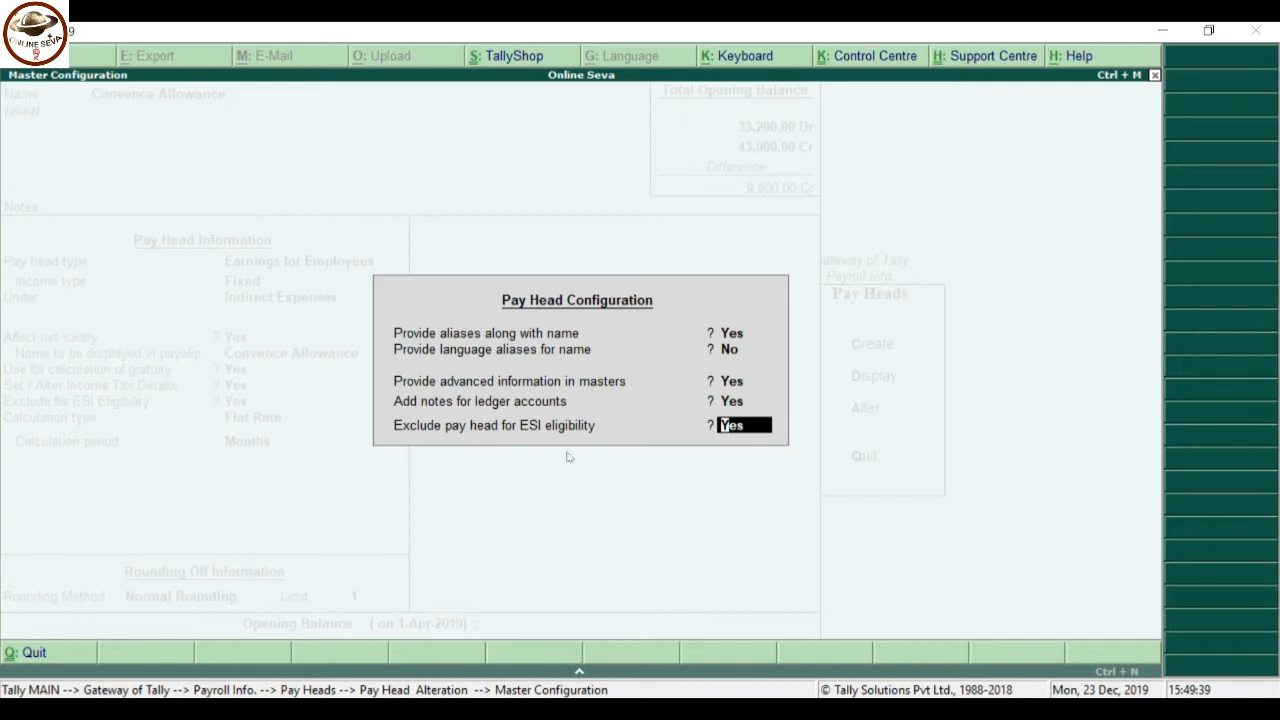 ONLINE SEVA
9
E: Export M: E-Mail O: Upload S: TallyShop G: Language K: Keyboard K: Control Centre H: Support Centre H: Help
Master Configuration Online Seva Ctrl + M
Name Convence Allowance Total Opening Balance
(alias)
33,200.00 Dr
43,000.00 Cr
Difference
9,800.00 Cr
Notes
Pay Head Information
Pay head type Earnings for Employees
Income type Fixed
Under Indirect Expenses
Affect net salary ? Yes
Name to be displayed in payslip Convence Allowance
Use for calculation of gratuity ? Yes
Set / Alter Income Tax Details ? Yes
Exclude for ESI Eligibility ? Yes
Calculation type Flat Rate
Calculation period Months
Pay Head Configuration
Provide aliases along with name ? Yes
Provide language aliases for name ? No
Provide advanced information in masters ? Yes
Add notes for ledger accounts ? Yes
Exclude pay head for ESI eligibility ? Yes
ateway of Tally
Payroll Info.
Pay Heads
Create
Display
Alter
Quit
Rounding Off Information
Rounding Method Normal Rounding Limit 1
Opening Balance : ( on 1-Apr-2019) :
Q: Quit
Ctrl + N
Tally MAIN --> Gateway of Tally --> Payroll Info. --> Pay Heads --> Pay Head Alteration --> Master Configuration © Tally Solutions Pvt Ltd., 1988-2018 Mon, 23 Dec, 2019 15:49:39